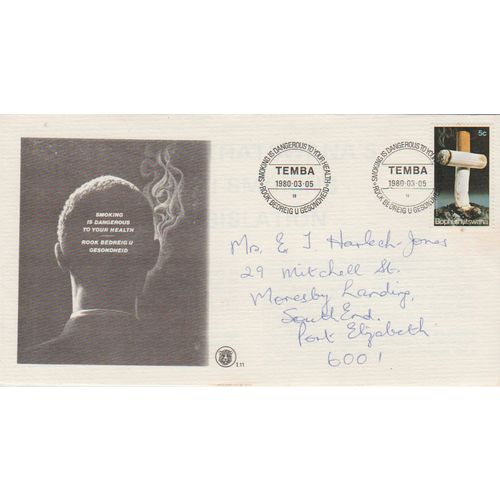 SMOKING
IS DANGEROUS
TO YOUR HEALTH
ROOK BEDREIG U
GESONDHEID
1.11
SMOKING IS DANGEROUS TO YOUR HEALTH
TEMBA
1980·03·05
ROOK BEDREIG U GESONDHEID
SMOKING IS DANGEROUS TO YOUR HEALTH
TEMBA
1980·03·05
ROOK BEDREIG U GESONDHEID
5c
Bophuthatswana
Mr. E J Harlech-Jones
29 Mitchell St.
Moresby Landing,
South End.
Port Elizabeth
6001